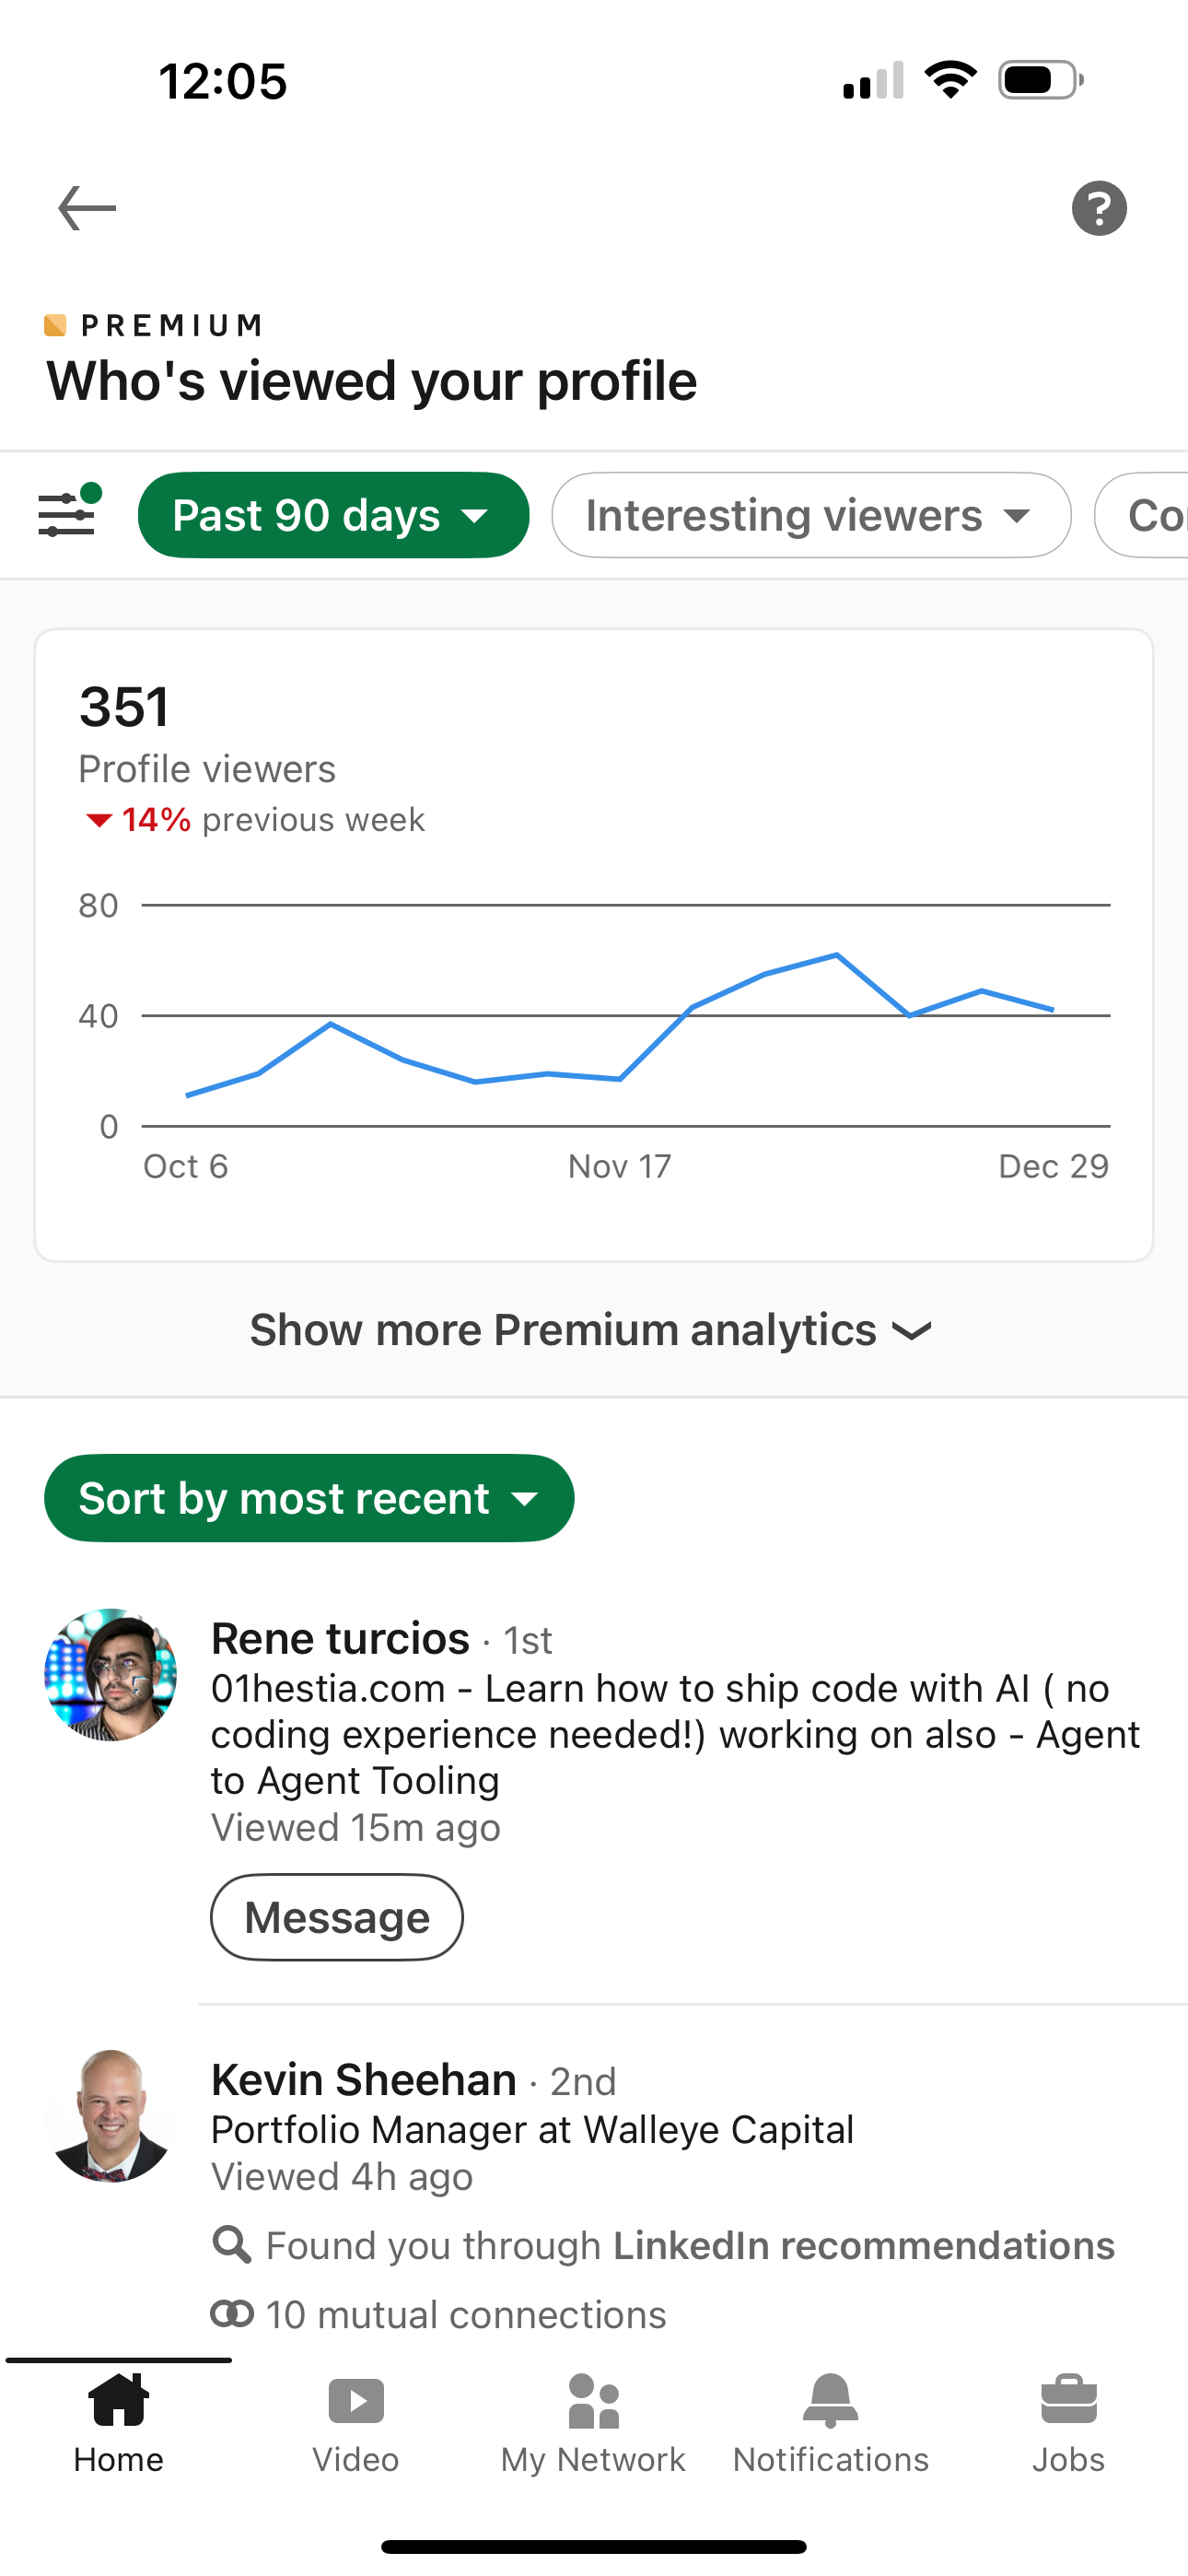 12:05
?
PREMIUM
Who's viewed your profile
Past 90 days
Interesting viewers
351
Profile viewers
14% previous week
80
40
0
Oct 6 Nov 17 Dec 29
Show more Premium analytics
Sort by most recent
Rene turcios · 1st
01hestia.com - Learn how to ship code with AI ( no
coding experience needed!) working on also - Agent
to Agent Tooling
Viewed 15m ago
Message
Kevin Sheehan · 2nd
Portfolio Manager at Walleye Capital
Viewed 4h ago
Found you through LinkedIn recommendations
10 mutual connections
Home Video My Network Notifications Jobs